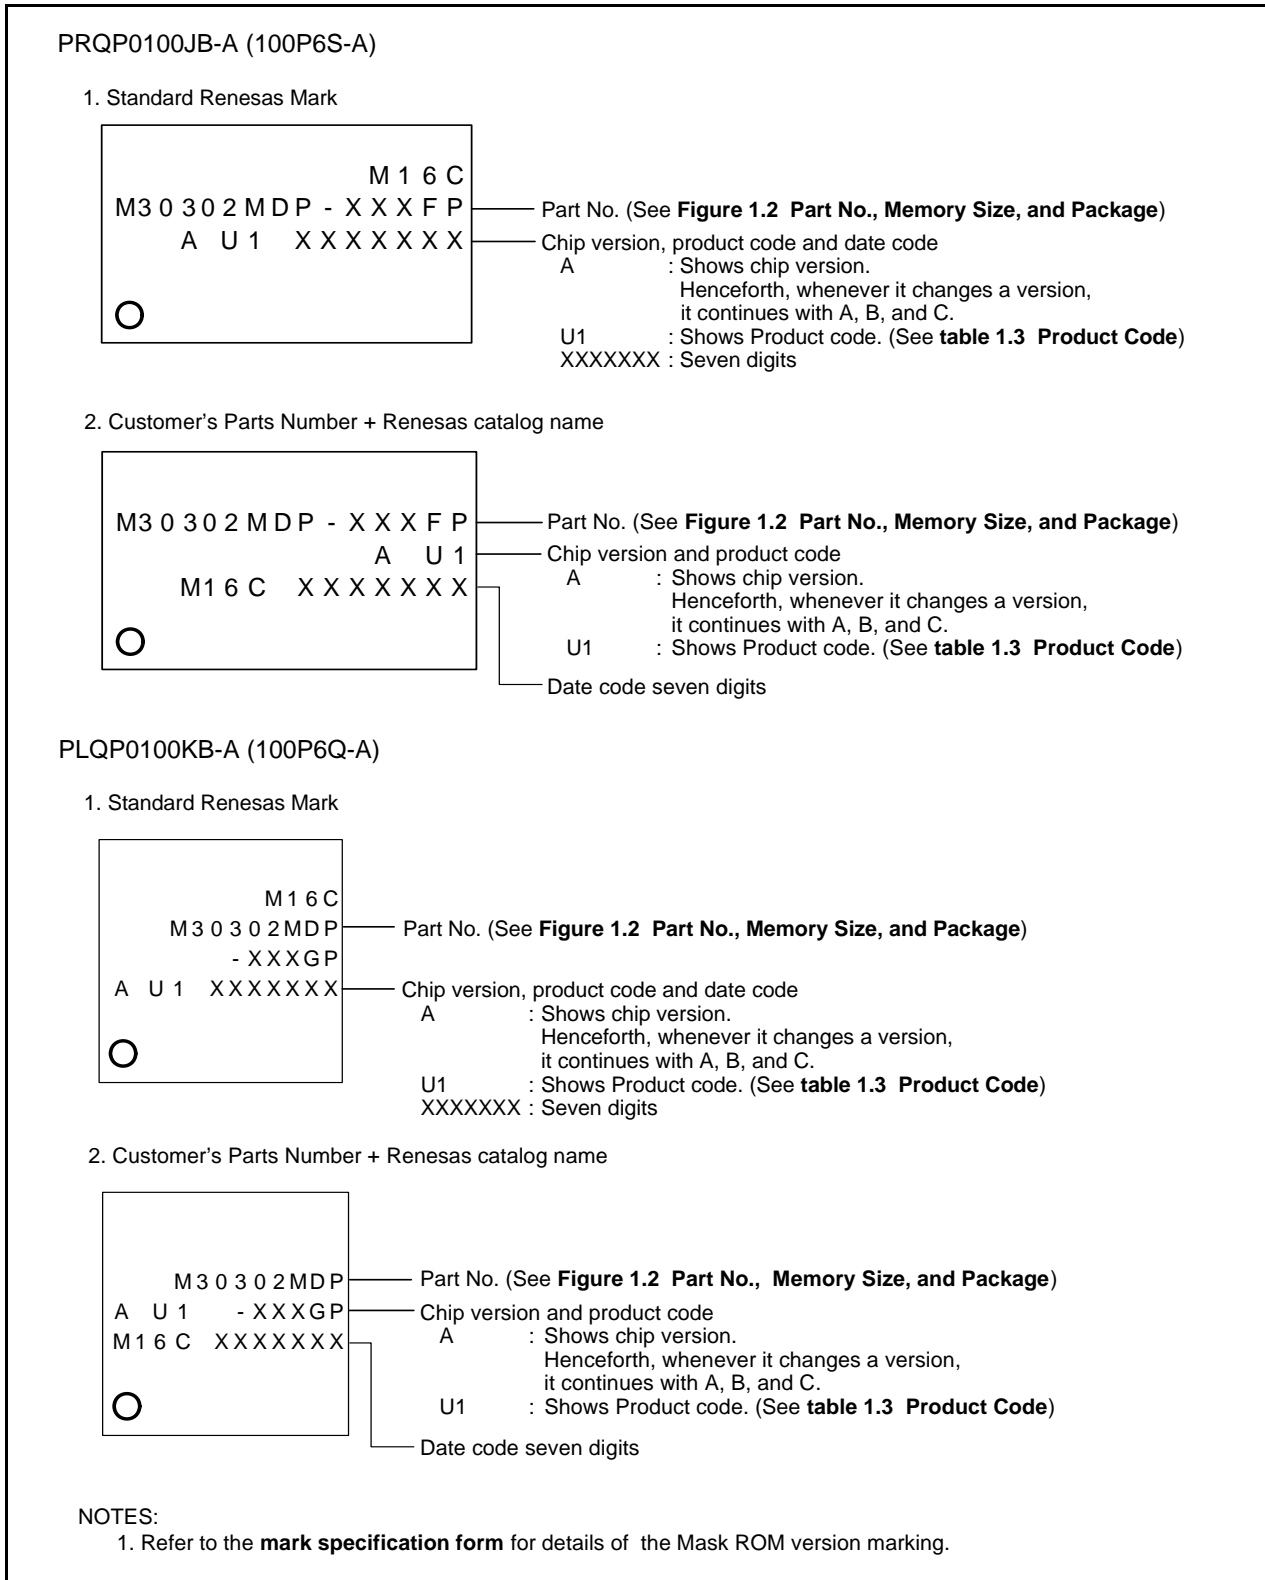 PRQP0100JB-A (100P6S-A)
1. Standard Renesas Mark
M16C
M30302MDP-XXXFP
Part No. (See Figure 1.2 Part No., Memory Size, and Package)
A U1 XXXXXXX
Chip version, product code and date code
A : Shows chip version.
Henceforth, whenever it changes a version,
it continues with A, B, and C.
U1 : Shows Product code. (See table 1.3 Product Code)
XXXXXXX : Seven digits
2. Customer's Parts Number + Renesas catalog name
M30302MDP-XXXFP
Part No. (See Figure 1.2 Part No., Memory Size, and Package)
A U1
Chip version and product code
M16C XXXXXXX
A : Shows chip version.
Henceforth, whenever it changes a version,
it continues with A, B, and C.
U1 : Shows Product code. (See table 1.3 Product Code)
Date code seven digits
PLQP0100KB-A (100P6Q-A)
1. Standard Renesas Mark
M16C
M30302MDP
Part No. (See Figure 1.2 Part No., Memory Size, and Package)
-XXXGP
A U1 XXXXXXX
Chip version, product code and date code
A : Shows chip version.
Henceforth, whenever it changes a version,
it continues with A, B, and C.
U1 : Shows Product code. (See table 1.3 Product Code)
XXXXXXX : Seven digits
2. Customer's Parts Number + Renesas catalog name
M30302MDP
Part No. (See Figure 1.2 Part No., Memory Size, and Package)
A U1 -XXXGP
Chip version and product code
M16C XXXXXXX
A : Shows chip version.
Henceforth, whenever it changes a version,
it continues with A, B, and C.
U1 : Shows Product code. (See table 1.3 Product Code)
Date code seven digits
NOTES:
1. Refer to the mark specification form for details of the Mask ROM version marking.